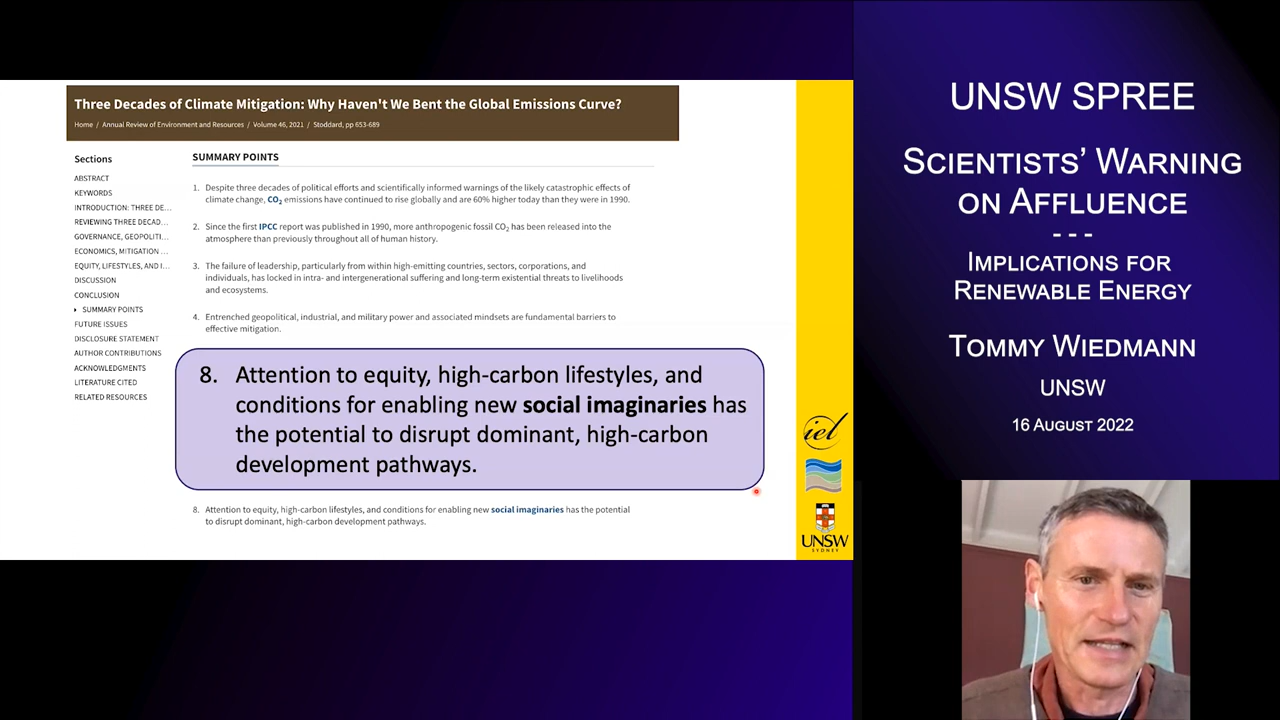 Three Decades of Climate Mitigation: Why Haven't We Bent the Global Emissions Curve?
Home / Annual Review of Environment and Resources / Volume 46, 2021 / Stoddard, pp 653-689
Sections
ABSTRACT
KEYWORDS
INTRODUCTION: THREE DE...
REVIEWING THREE DECAD...
GOVERNANCE, GEOPOLITI...
ECONOMICS, MITIGATION ...
EQUITY, LIFESTYLES, AND I...
DISCUSSION
CONCLUSION
SUMMARY POINTS
FUTURE ISSUES
DISCLOSURE STATEMENT
AUTHOR CONTRIBUTIONS
ACKNOWLEDGMENTS
LITERATURE CITED
RELATED RESOURCES
SUMMARY POINTS
1. Despite three decades of political efforts and scientifically informed warnings of the likely catastrophic effects of
climate change, CO₂ emissions have continued to rise globally and are 60% higher today than they were in 1990.
2. Since the first IPCC report was published in 1990, more anthropogenic fossil CO₂ has been released into the
atmosphere than previously throughout all of human history.
3. The failure of leadership, particularly from within high-emitting countries, sectors, corporations, and
individuals, has locked in intra- and intergenerational suffering and long-term existential threats to livelihoods
and ecosystems.
4. Entrenched geopolitical, industrial, and military power and associated mindsets are fundamental barriers to
effective mitigation.
8. Attention to equity, high-carbon lifestyles, and
conditions for enabling new social imaginaries has
the potential to disrupt dominant, high-carbon
development pathways.
8. Attention to equity, high-carbon lifestyles, and conditions for enabling new social imaginaries has the potential
to disrupt dominant, high-carbon development pathways.
iel
UNSW
SYDNEY
UNSW SPREE
SCIENTISTS' WARNING
ON AFFLUENCE
- - -
IMPLICATIONS FOR
RENEWABLE ENERGY
TOMMY WIEDMANN
UNSW
16 AUGUST 2022